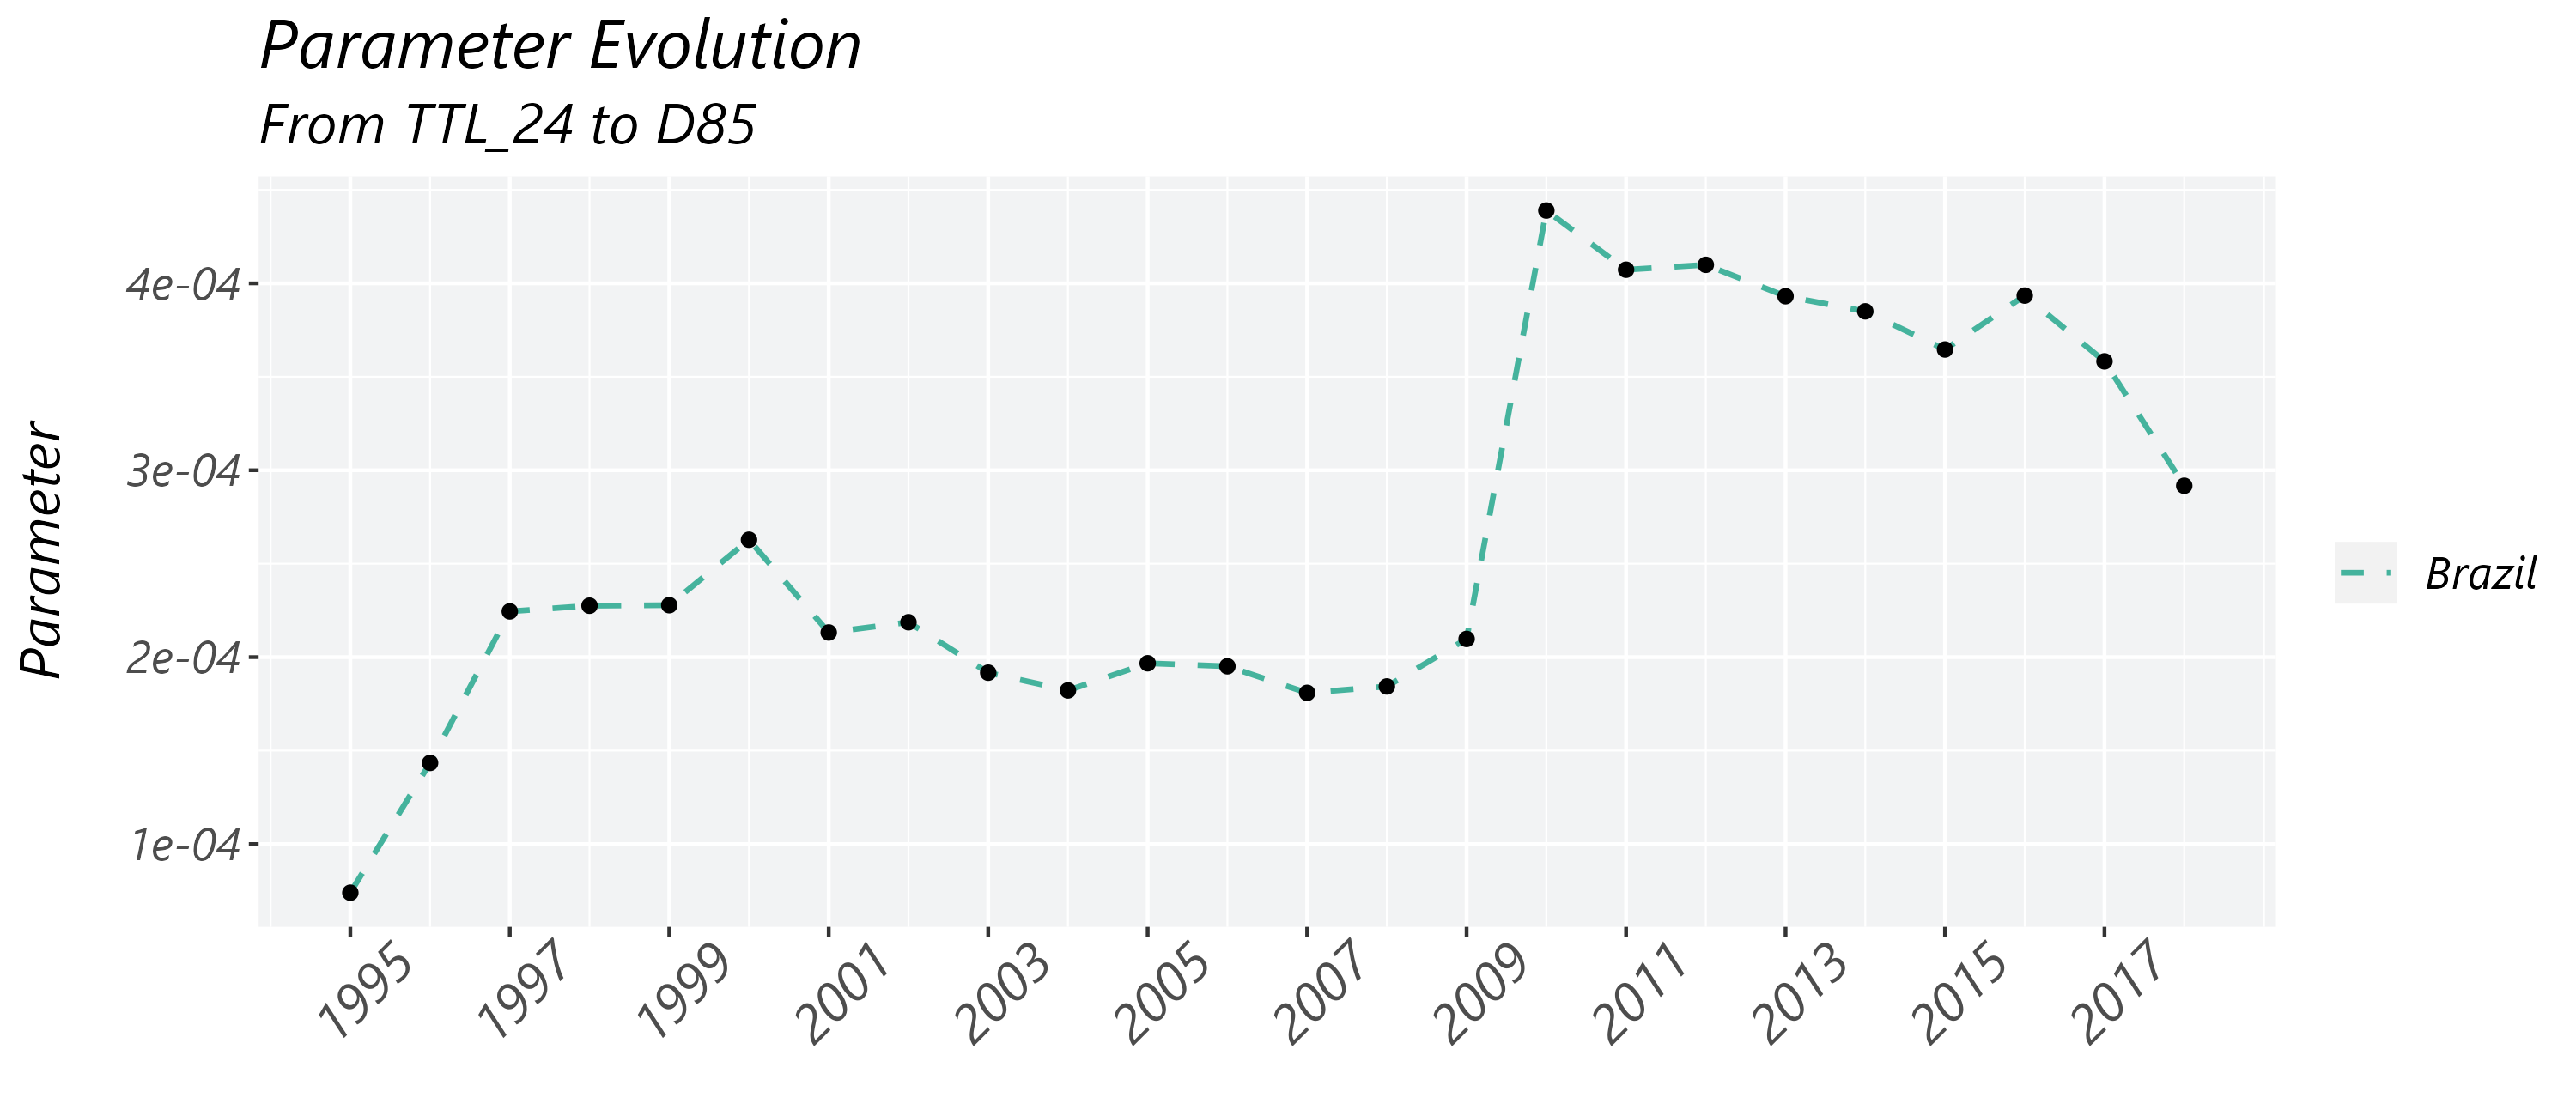 Parameter Evolution
From TTL_24 to D85
Parameter
4e-04
3e-04
2e-04
1e-04
1995
1997
1999
2001
2003
2005
2007
2009
2011
2013
2015
2017
Brazil